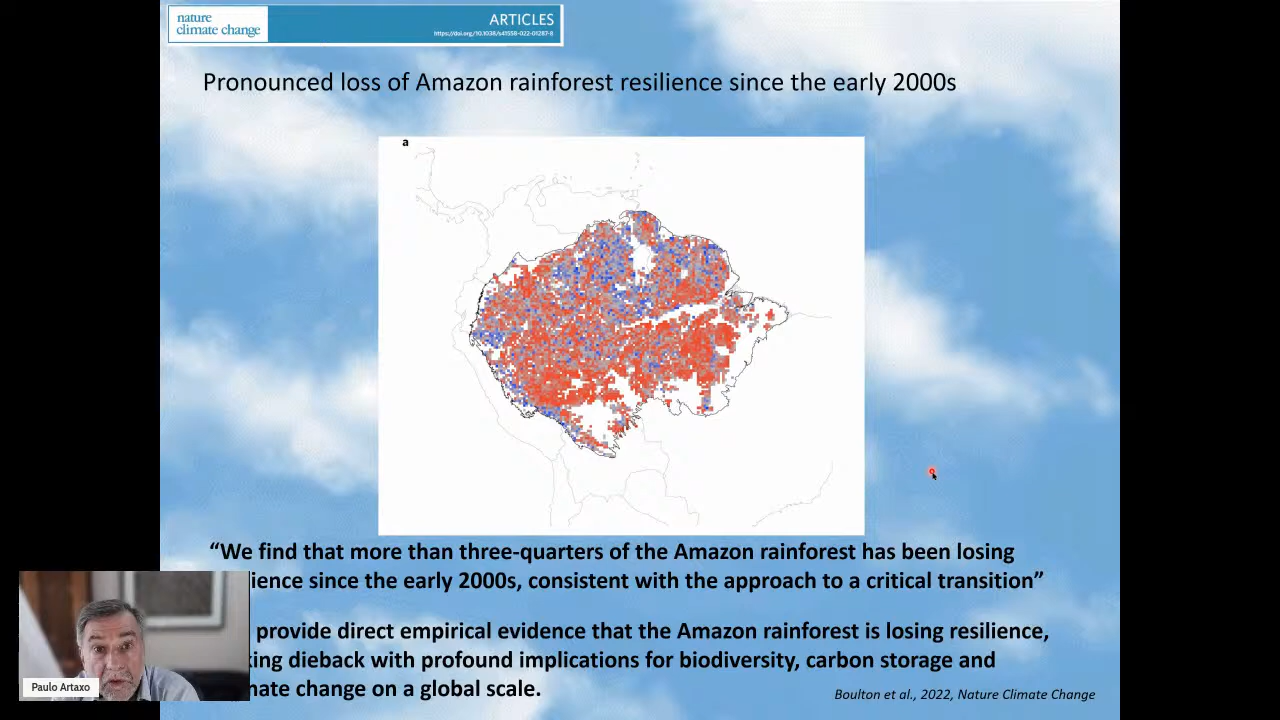 nature
climate change
ARTICLES
https://doi.org/10.1038/s41558-022-01287-8
Pronounced loss of Amazon rainforest resilience since the early 2000s
a
“We find that more than three-quarters of the Amazon rainforest has been losing
lience since the early 2000s, consistent with the approach to a critical transition”
provide direct empirical evidence that the Amazon rainforest is losing resilience,
king dieback with profound implications for biodiversity, carbon storage and
nate change on a global scale.
Paulo Artaxo
Boulton et al., 2022, Nature Climate Change